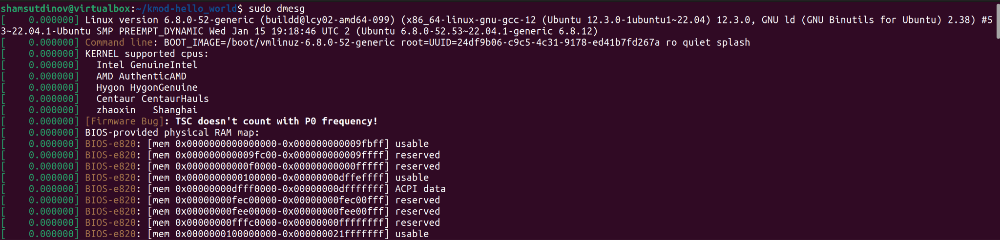 shamsutdinov@virtualbox:~/kmod-hello_world$ sudo dmesg
[    0.000000] Linux version 6.8.0-52-generic (buildd@lcy02-amd64-099) (x86_64-linux-gnu-gcc-12 (Ubuntu 12.3.0-1ubuntu1~22.04) 12.3.0, GNU ld (GNU Binutils for Ubuntu) 2.38) #5
3~22.04.1-Ubuntu SMP PREEMPT_DYNAMIC Wed Jan 15 19:18:46 UTC 2 (Ubuntu 6.8.0-52.53~22.04.1-generic 6.8.12)
[    0.000000] Command line: BOOT_IMAGE=/boot/vmlinuz-6.8.0-52-generic root=UUID=24df9b06-c9c5-4c31-9178-ed41b7fd267a ro quiet splash
[    0.000000] KERNEL supported cpus:
[    0.000000]   Intel GenuineIntel
[    0.000000]   AMD AuthenticAMD
[    0.000000]   Hygon HygonGenuine
[    0.000000]   Centaur CentaurHauls
[    0.000000]   zhaoxin   Shanghai
[    0.000000] [Firmware Bug]: TSC doesn't count with P0 frequency!
[    0.000000] BIOS-provided physical RAM map:
[    0.000000] BIOS-e820: [mem 0x0000000000000000-0x000000000009fbff] usable
[    0.000000] BIOS-e820: [mem 0x000000000009fc00-0x000000000009ffff] reserved
[    0.000000] BIOS-e820: [mem 0x00000000000f0000-0x00000000000fffff] reserved
[    0.000000] BIOS-e820: [mem 0x0000000000100000-0x00000000dffeffff] usable
[    0.000000] BIOS-e820: [mem 0x00000000dfff0000-0x00000000dfffffff] ACPI data
[    0.000000] BIOS-e820: [mem 0x00000000fec00000-0x00000000fec00fff] reserved
[    0.000000] BIOS-e820: [mem 0x00000000fee00000-0x00000000fee00fff] reserved
[    0.000000] BIOS-e820: [mem 0x00000000fffc0000-0x00000000ffffffff] reserved
[    0.000000] BIOS-e820: [mem 0x0000000100000000-0x000000021fffffff] usable